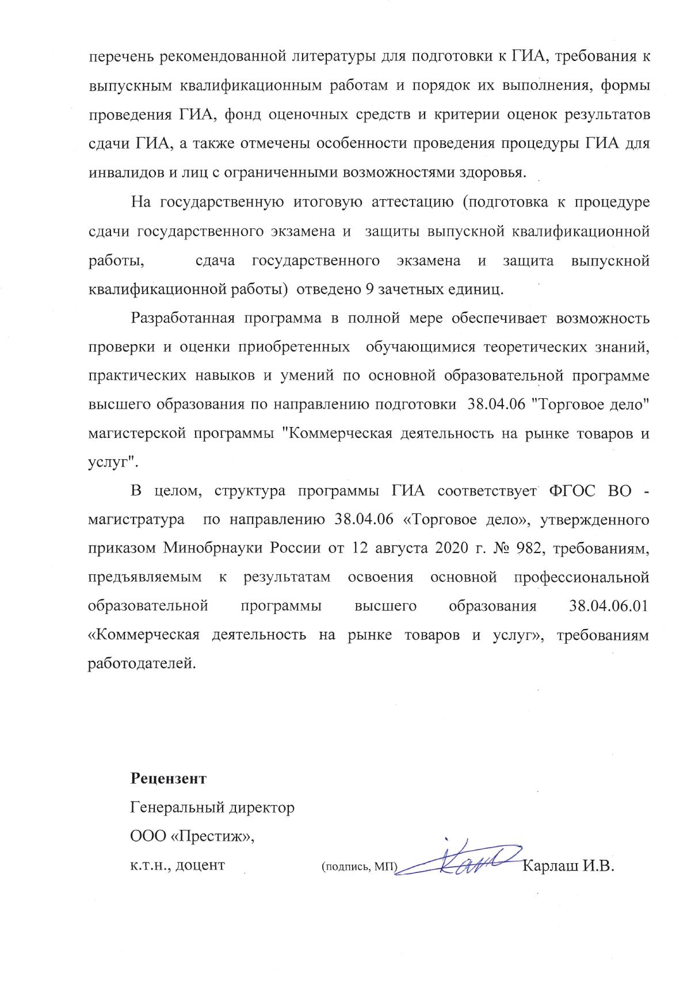 перечень рекомендованной литературы для подготовки к ГИА, требования к
выпускным квалификационным работам и порядок их выполнения, формы
проведения ГИА, фонд оценочных средств и критерии оценок результатов
сдачи ГИА, а также отмечены особенности проведения процедуры ГИА для
инвалидов и лиц с ограниченными возможностями здоровья.
На государственную итоговую аттестацию (подготовка к процедуре
сдачи государственного экзамена и защиты выпускной квалификационной
работы, сдача государственного экзамена и защита выпускной
квалификационной работы) отведено 9 зачетных единиц.
Разработанная программа в полной мере обеспечивает возможность
проверки и оценки приобретенных обучающимися теоретических знаний,
практических навыков и умений по основной образовательной программе
высшего образования по направлению подготовки 38.04.06 "Торговое дело"
магистерской программы "Коммерческая деятельность на рынке товаров и
услуг".
В целом, структура программы ГИА соответствует ФГОС ВО -
магистратура по направлению 38.04.06 «Торговое дело», утвержденного
приказом Минобрнауки России от 12 августа 2020 г. № 982, требованиям,
предъявляемым к результатам освоения основной профессиональной
образовательной программы высшего образования 38.04.06.01
«Коммерческая деятельность на рынке товаров и услуг», требованиям
работодателей.
Рецензент
Генеральный директор
ООО «Престиж»,
к.т.н., доцент (подпись, МП) Карлаш И.В.